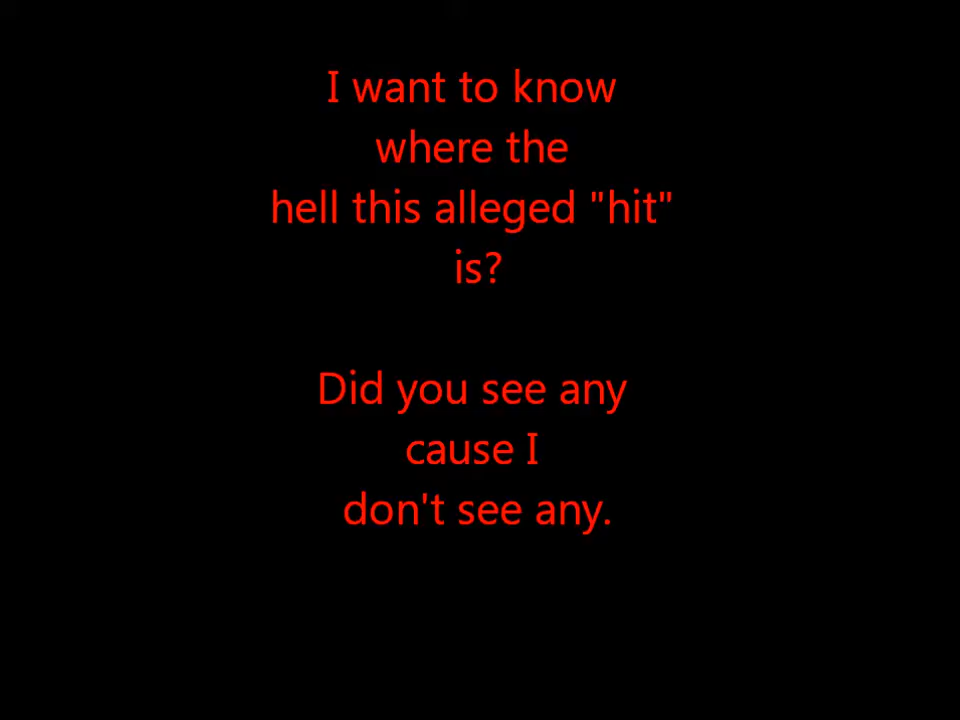 I want to know
where the
hell this alleged "hit"
is?
Did you see any
cause I
don't see any.